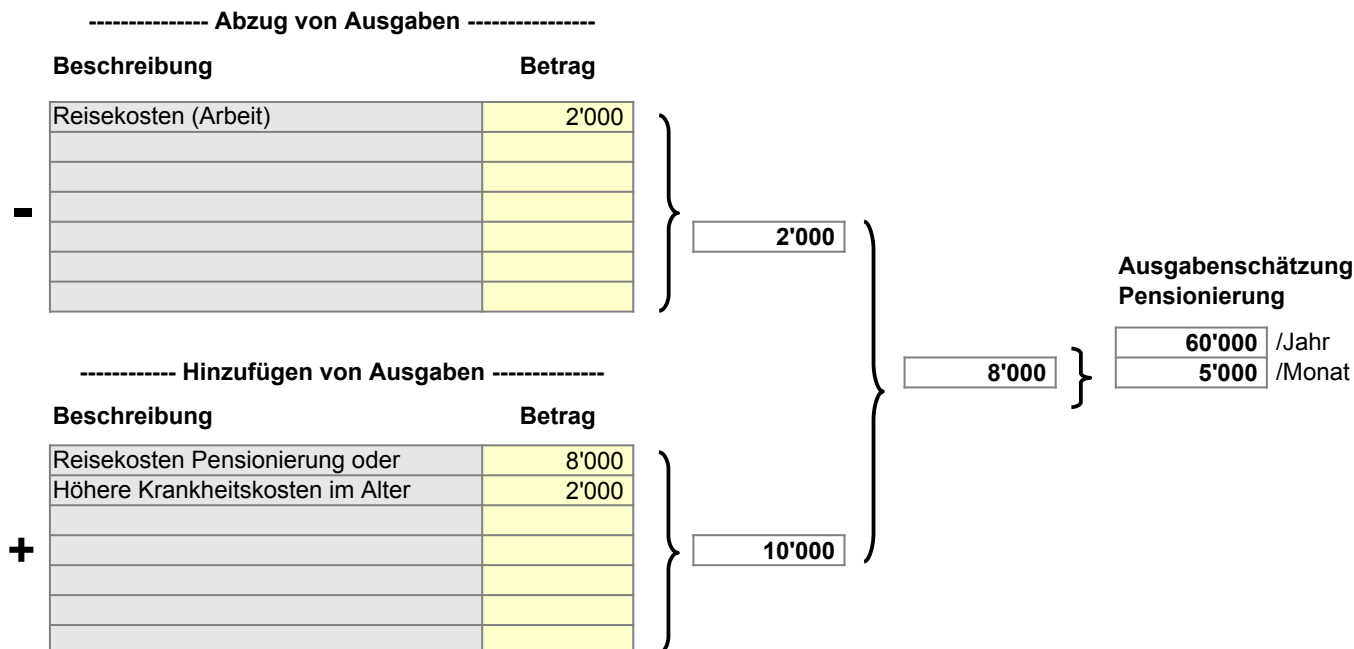 --------------- Abzug von Ausgaben ----------------
Beschreibung Betrag
Reisekosten (Arbeit) 2'000
-
2'000
Ausgabenschätzung
Pensionierung
60'000 /Jahr
8'000 5'000 /Monat
------------ Hinzufügen von Ausgaben --------------
Beschreibung Betrag
Reisekosten Pensionierung oder 8'000
Höhere Krankheitskosten im Alter 2'000
+ 10'000